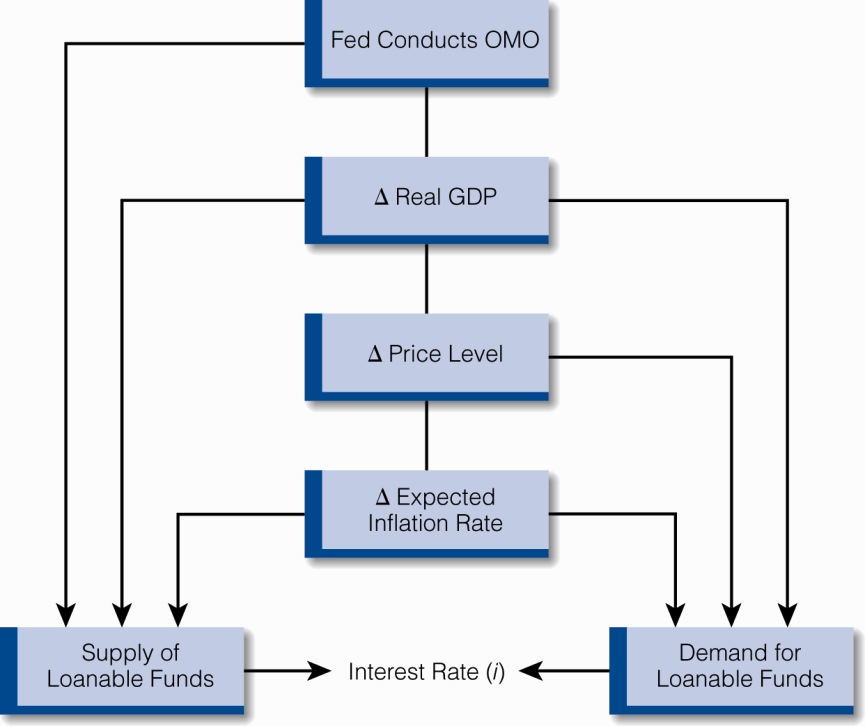 Fed Conducts OMO
Δ Real GDP
Δ Price Level
Δ Expected
Inflation Rate
Supply of
Loanable Funds
Interest Rate (i)
Demand for
Loanable Funds